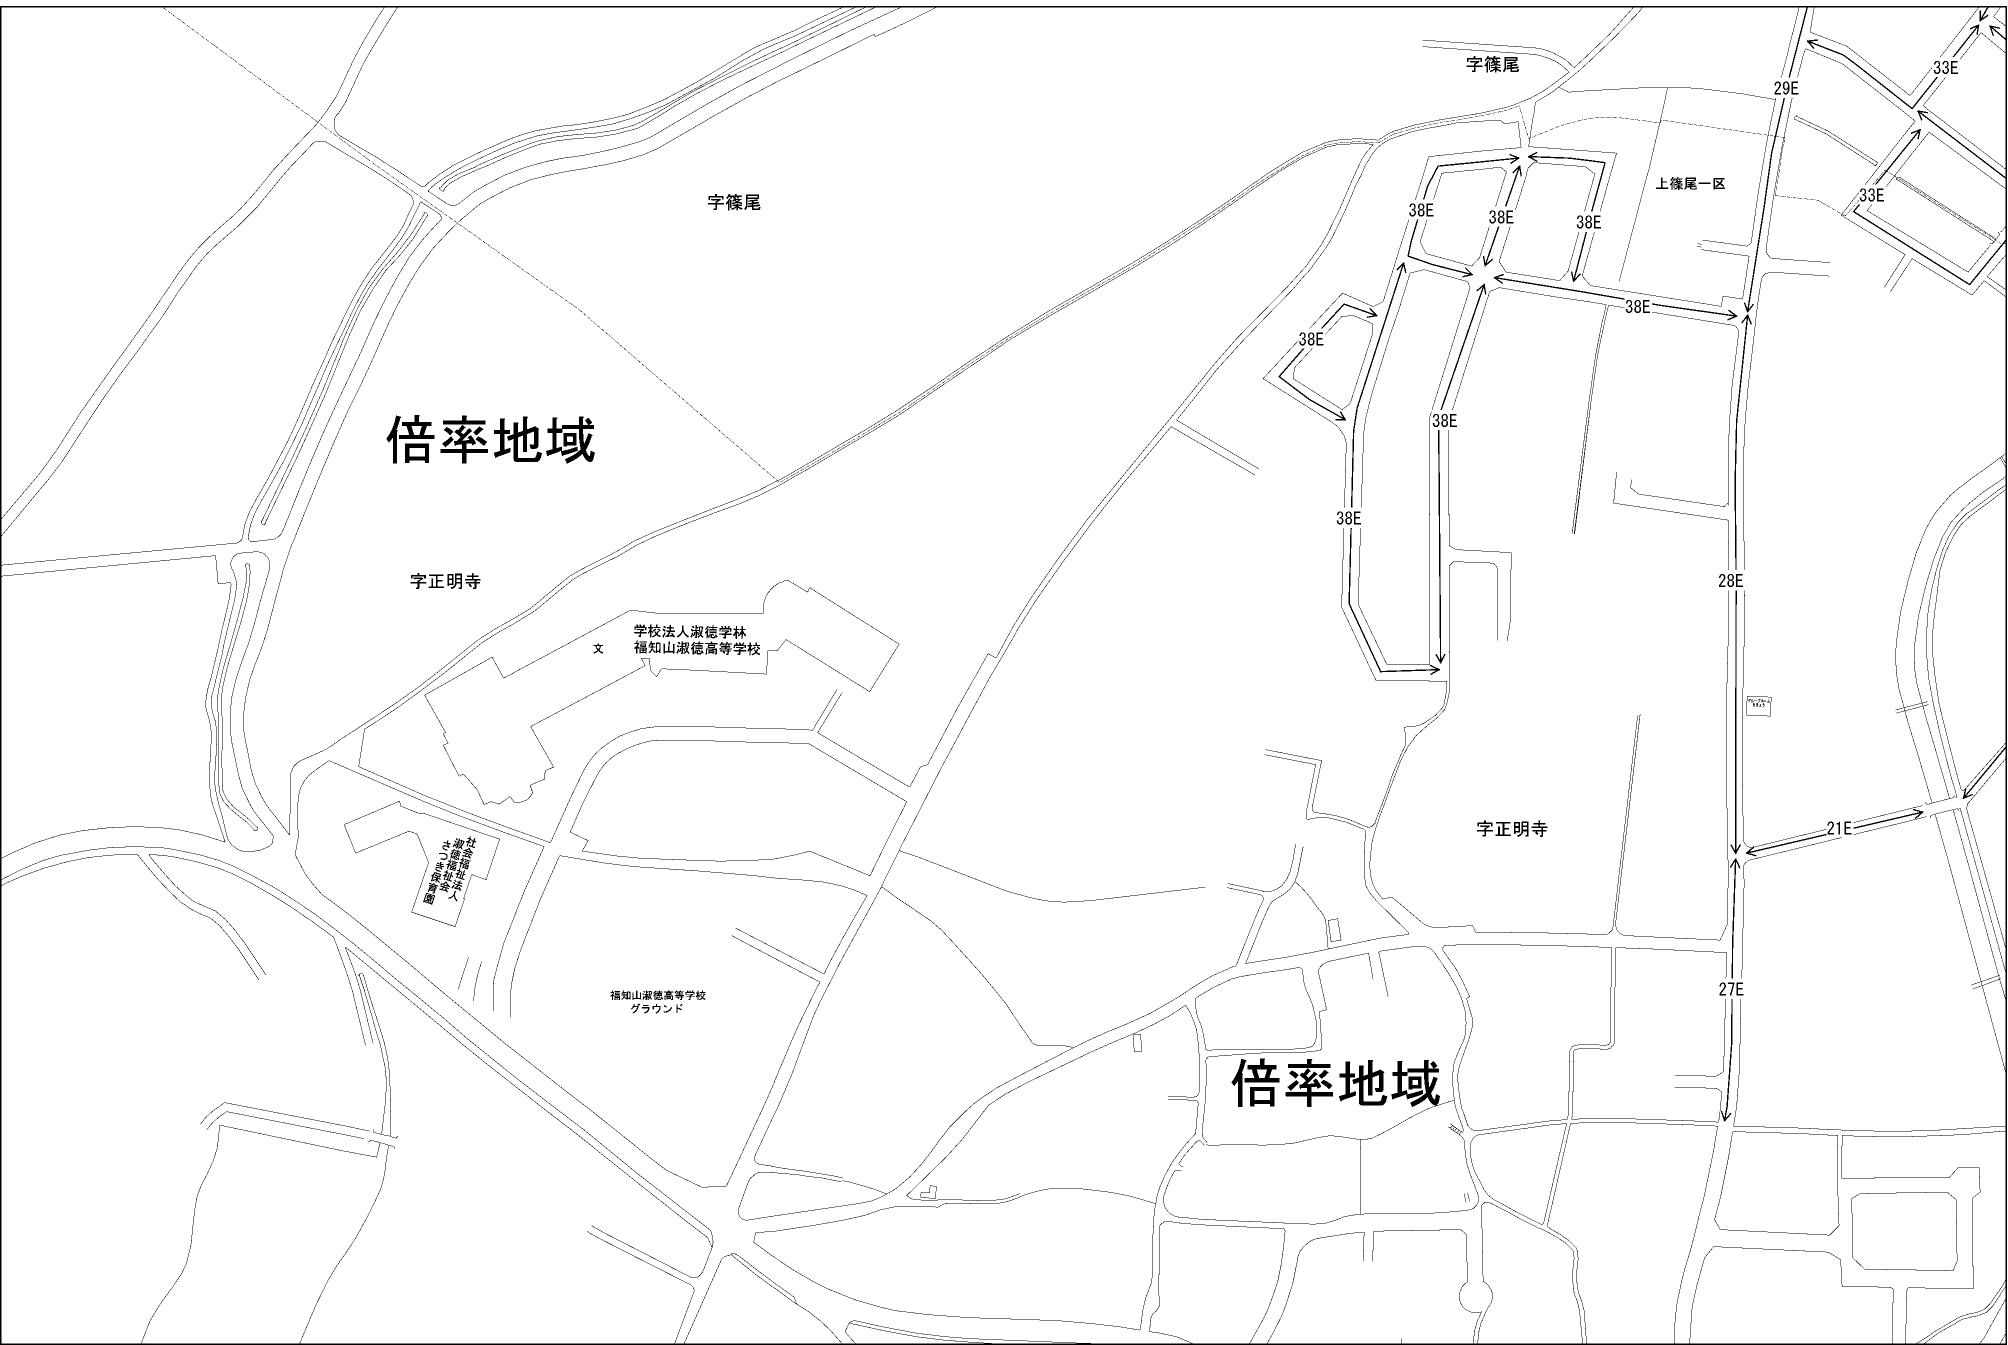 字篠尾
33E
29E
字篠尾
上篠尾一区
33E
38E
38E
38E
38E
38E
38E
38E
倍率地域
28E
字正明寺
文
学校法人淑徳学林
福知山淑徳高等学校
字正明寺
21E
社会福祉法人
淑徳福祉会
さつき保育園
27E
福知山淑徳高等学校
グラウンド
倍率地域